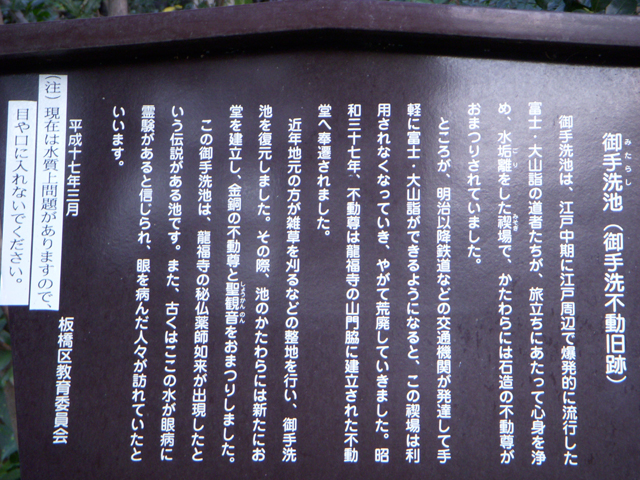 御手洗池（御手洗不動旧跡）
みたらし
御手洗池は、江戸中期に江戸周辺で爆発的に流行した
富士・大山詣の道者たちが、旅立ちにあたって心身を浄
め、水垢離をした禊場で、かたわらには石造の不動尊が
ごり
みそぎ
おまつりされていました。
ところが、明治以降鉄道などの交通機関が発達して手
軽に富士・大山詣ができるようになると、この禊場は利
用されなくなっていき、やがて荒廃していきました。昭
和三十七年、不動尊は龍福寺の山門脇に建立された不動
堂へ奉遷されました。
近年地元の方が雑草を刈るなどの整地を行い、御手洗
池を復元しました。その際、池のかたわらには新たにお
堂を建立し、金銅の不動尊と聖観音をおまつりしました。
しょうかんのん
この御手洗池は、龍福寺の秘仏薬師如来が出現したと
いう伝説がある池です。また、古くはここの水が眼病に
霊験があると信じられ、眼を病んだ人々が訪れていたと
いいます。
平成十七年三月
板橋区教育委員会
（注）現在は水質上問題がありますので、
目や口に入れないでください。